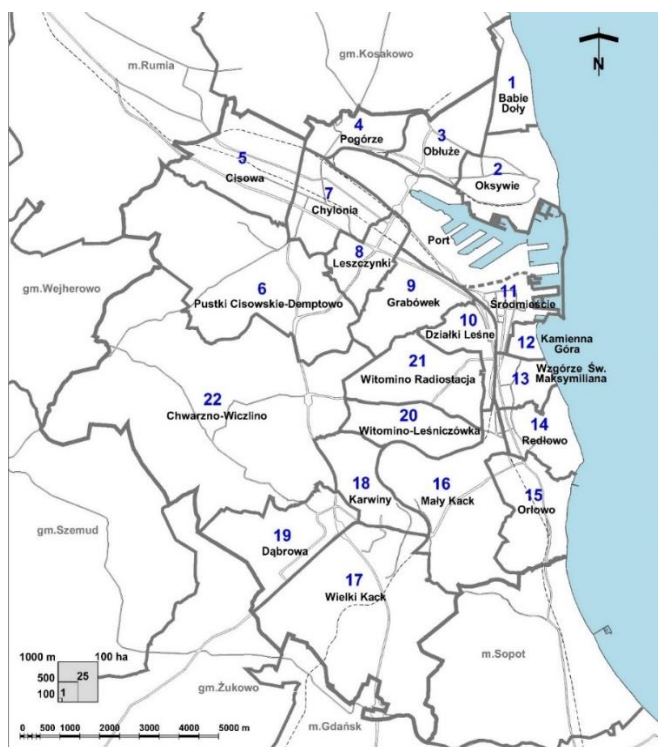 gm.Kosakowo
m.Rumia
N
1
Babie
Doły
4
Pogórze
3
Obłuże
2
Oksywie
5
Cisowa
7
Chylonia
Port
8
Leszczynki
gm.Wejherowo
6
Pustki Cisowskie-Demptowo
9
Grabówek
11
Śródmieście
10
Działki Leśne
12
Kamienna
Góra
21
Witomino Radiostacja
13
Wzgórze Św.
Maksymiliana
22
Chwarzno-Wiczlino
20
Witomino-Leśniczówka
14
Redłowo
18
Karwiny
16
Mały Kack
15
Orłowo
gm.Szemud
19
Dąbrowa
17
Wielki Kack
m.Sopot
1000 m
100 ha
500
25
100
1
gm.Żukowo
m.Gdańsk
0
500
1000
2000
3000
4000
5000 m